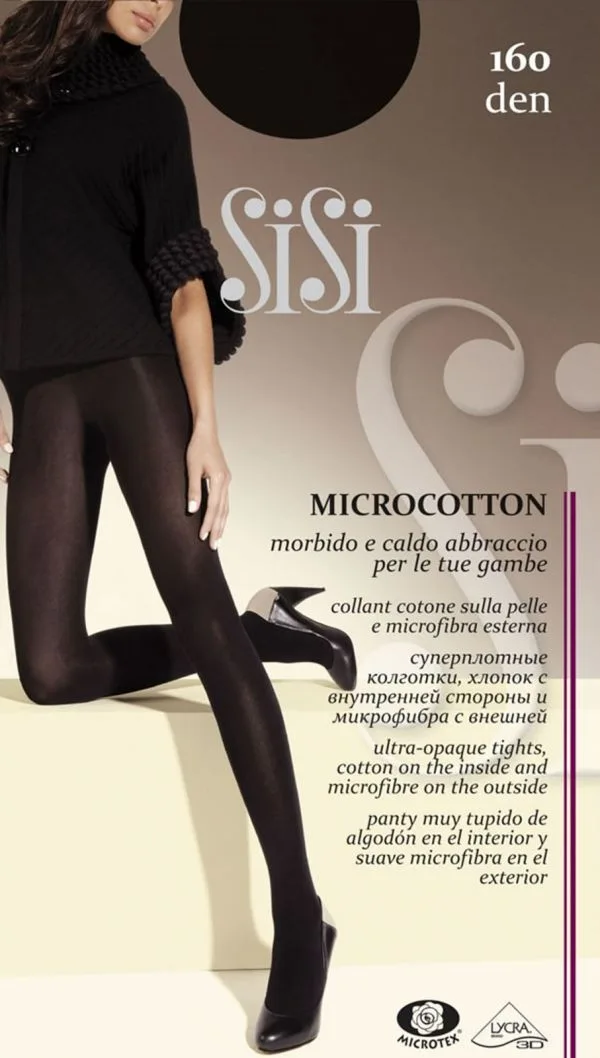 160
den
SiSi
Si
MICROCOTTON
morbido e caldo abbraccio
per le tue gambe
collant cotone sulla pelle
e microfibra esterna
суперплотные
колготки, хлопок с
внутренней стороны и
микрофибра с внешней
ultra-opaque tights,
cotton on the inside and
microfibre on the outside
panty muy tupido de
algodón en el interior y
suave microfibra en el
exterior
MICROTEX®
LYCRA®
3D